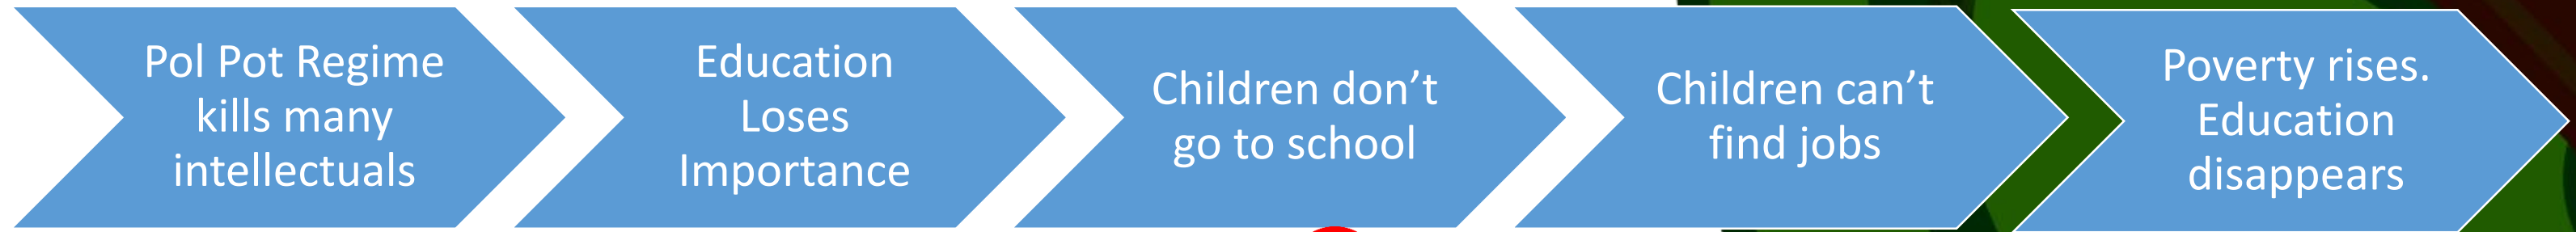 Pol Pot Regime
kills many
intellectuals
Education
Loses
Importance
Children don’t
go to school
Children can’t
find jobs
Poverty rises.
Education
disappears